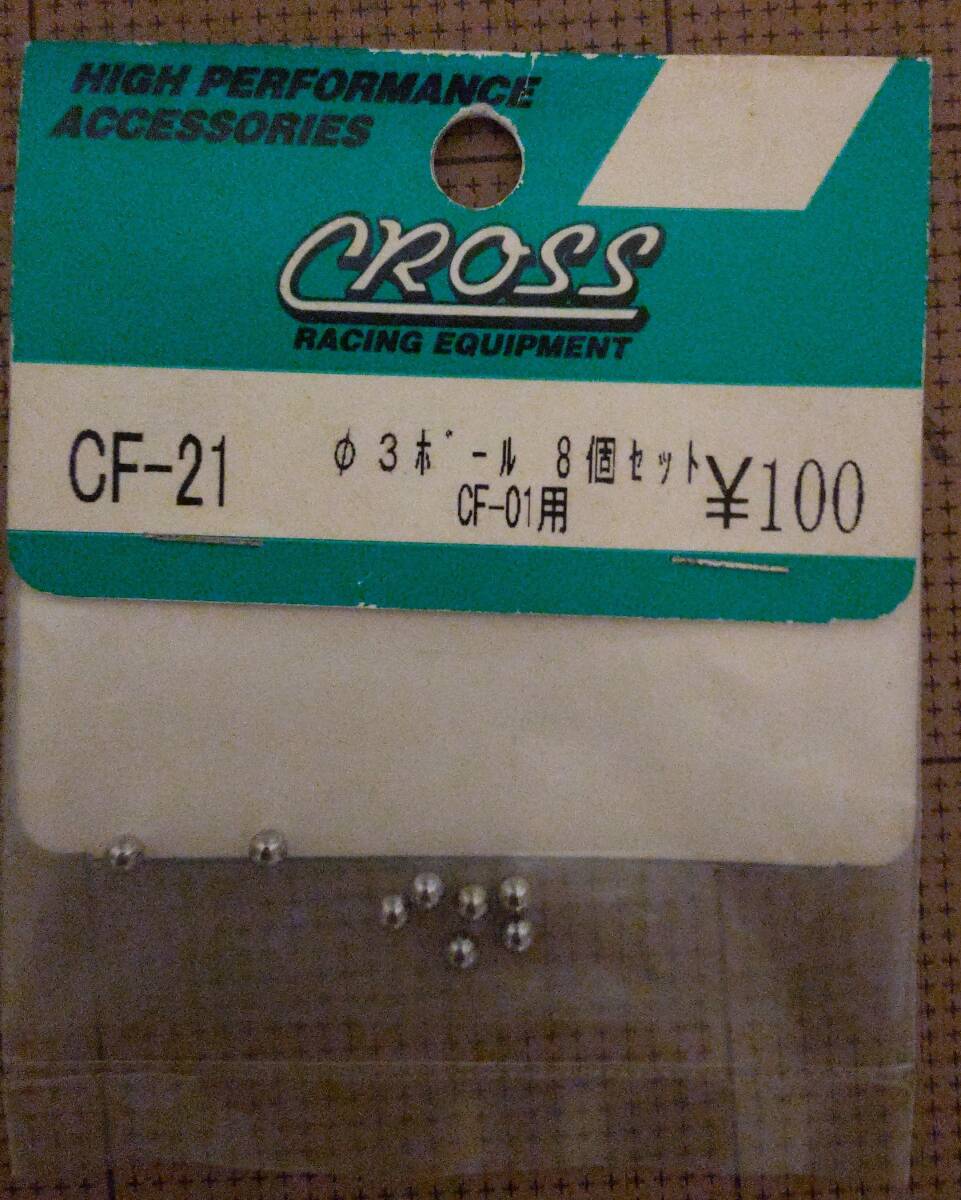 HIGH PERFORMANCE
ACCESSORIES
CROSS
RACING EQUIPMENT
CF-21 φ3ボール 8個セット ¥100
CF-01用